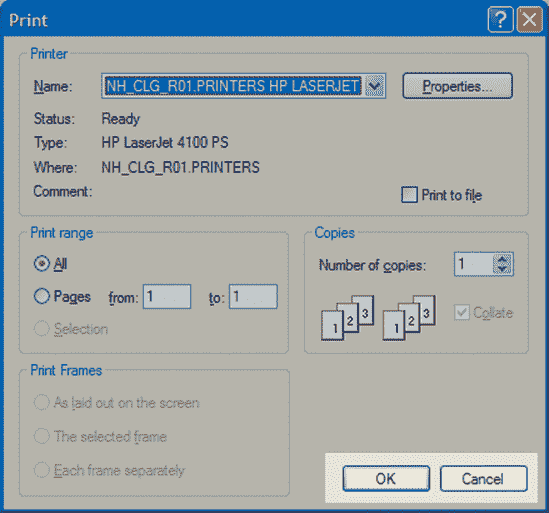 Print
Printer
Name: NH_CLG_R01.PRINTERS HP LASERJET Properties...
Status: Ready
Type: HP LaserJet 4100 PS
Where: NH_CLG_R01.PRINTERS
Comment: Print to file
Print range
All
Pages from: 1 to: 1
Selection
Copies
Number of copies: 1
1 2 3 1 2 3 Collate
Print Frames
As laid out on the screen
The selected frame
Each frame separately
OK Cancel